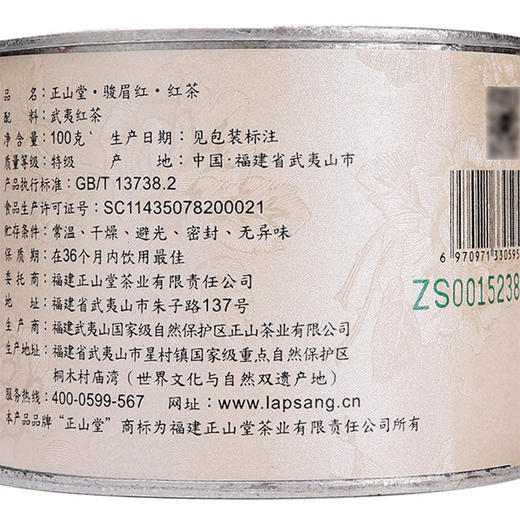 品　名：正山堂·骏眉红·红茶
配　料：武夷红茶
净含量：100克　生产日期：见包装标注
质量等级：特级　产　地：中国·福建省武夷山市
产品执行标准：GB/T 13738.2
食品生产许可证号：SC11435078200021
贮存条件：常温、干燥、避光、密封、无异味
保质期：在36个月内饮用最佳
委托商：福建正山堂茶业有限责任公司
地　址：福建省武夷山市朱子路137号
生产商：福建武夷山国家级自然保护区正山茶业有限公司
生产地址：福建省武夷山市星村镇国家级重点自然保护区
桐木村庙湾（世界文化与自然双遗产地）
服务热线：400-0599-567　网址：www.lapsang.cn
本产品品牌“正山堂”商标为福建正山堂茶业有限责任公司所有
6 970971 330595
ZS0015238